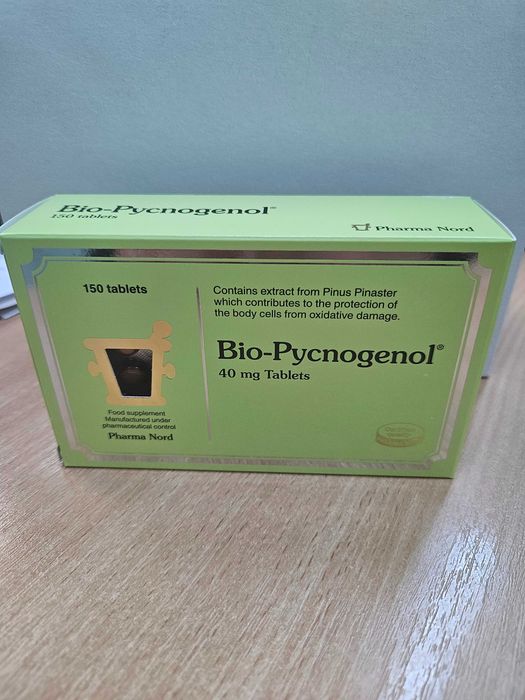 Bio-Pycnogenol®
150 tablets
Pharma Nord
150 tablets
Contains extract from Pinus Pinaster
which contributes to the protection of
the body cells from oxidative damage.
Bio-Pycnogenol®
40 mg Tablets
Food supplement
Manufactured under
pharmaceutical control
Pharma Nord